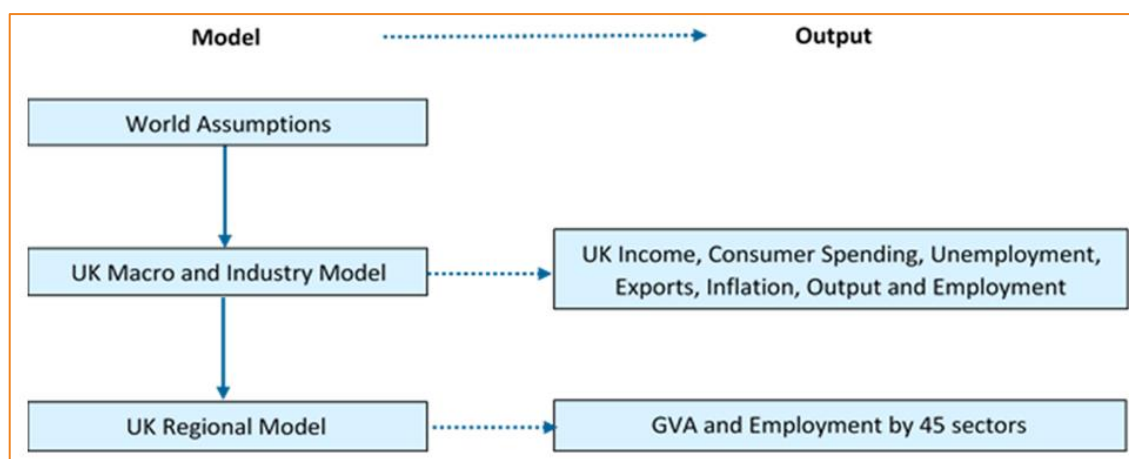 Model
Output
World Assumptions
UK Macro and Industry Model
UK Income, Consumer Spending, Unemployment,
Exports, Inflation, Output and Employment
UK Regional Model
GVA and Employment by 45 sectors